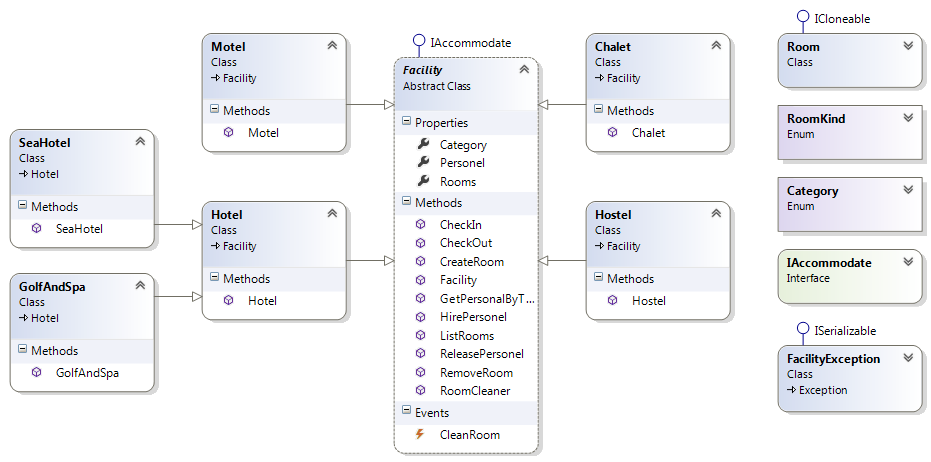 SeaHotel
Class
Hotel
Methods
SeaHotel
GolfAndSpa
Class
Hotel
Methods
GolfAndSpa
Motel
Class
Facility
Methods
Motel
Hotel
Class
Facility
Methods
Hotel
IAccommodate
Facility
Abstract Class
Properties
Category
Personel
Rooms
Methods
CheckIn
CheckOut
CreateRoom
Facility
GetPersonalByT...
HirePersonel
ListRooms
ReleasePersonel
RemoveRoom
RoomCleaner
Events
CleanRoom
Chalet
Class
Facility
Methods
Chalet
Hostel
Class
Facility
Methods
Hostel
ICloneable
Room
Class
RoomKind
Enum
Category
Enum
IAccommodate
Interface
ISerializable
FacilityException
Class
Exception